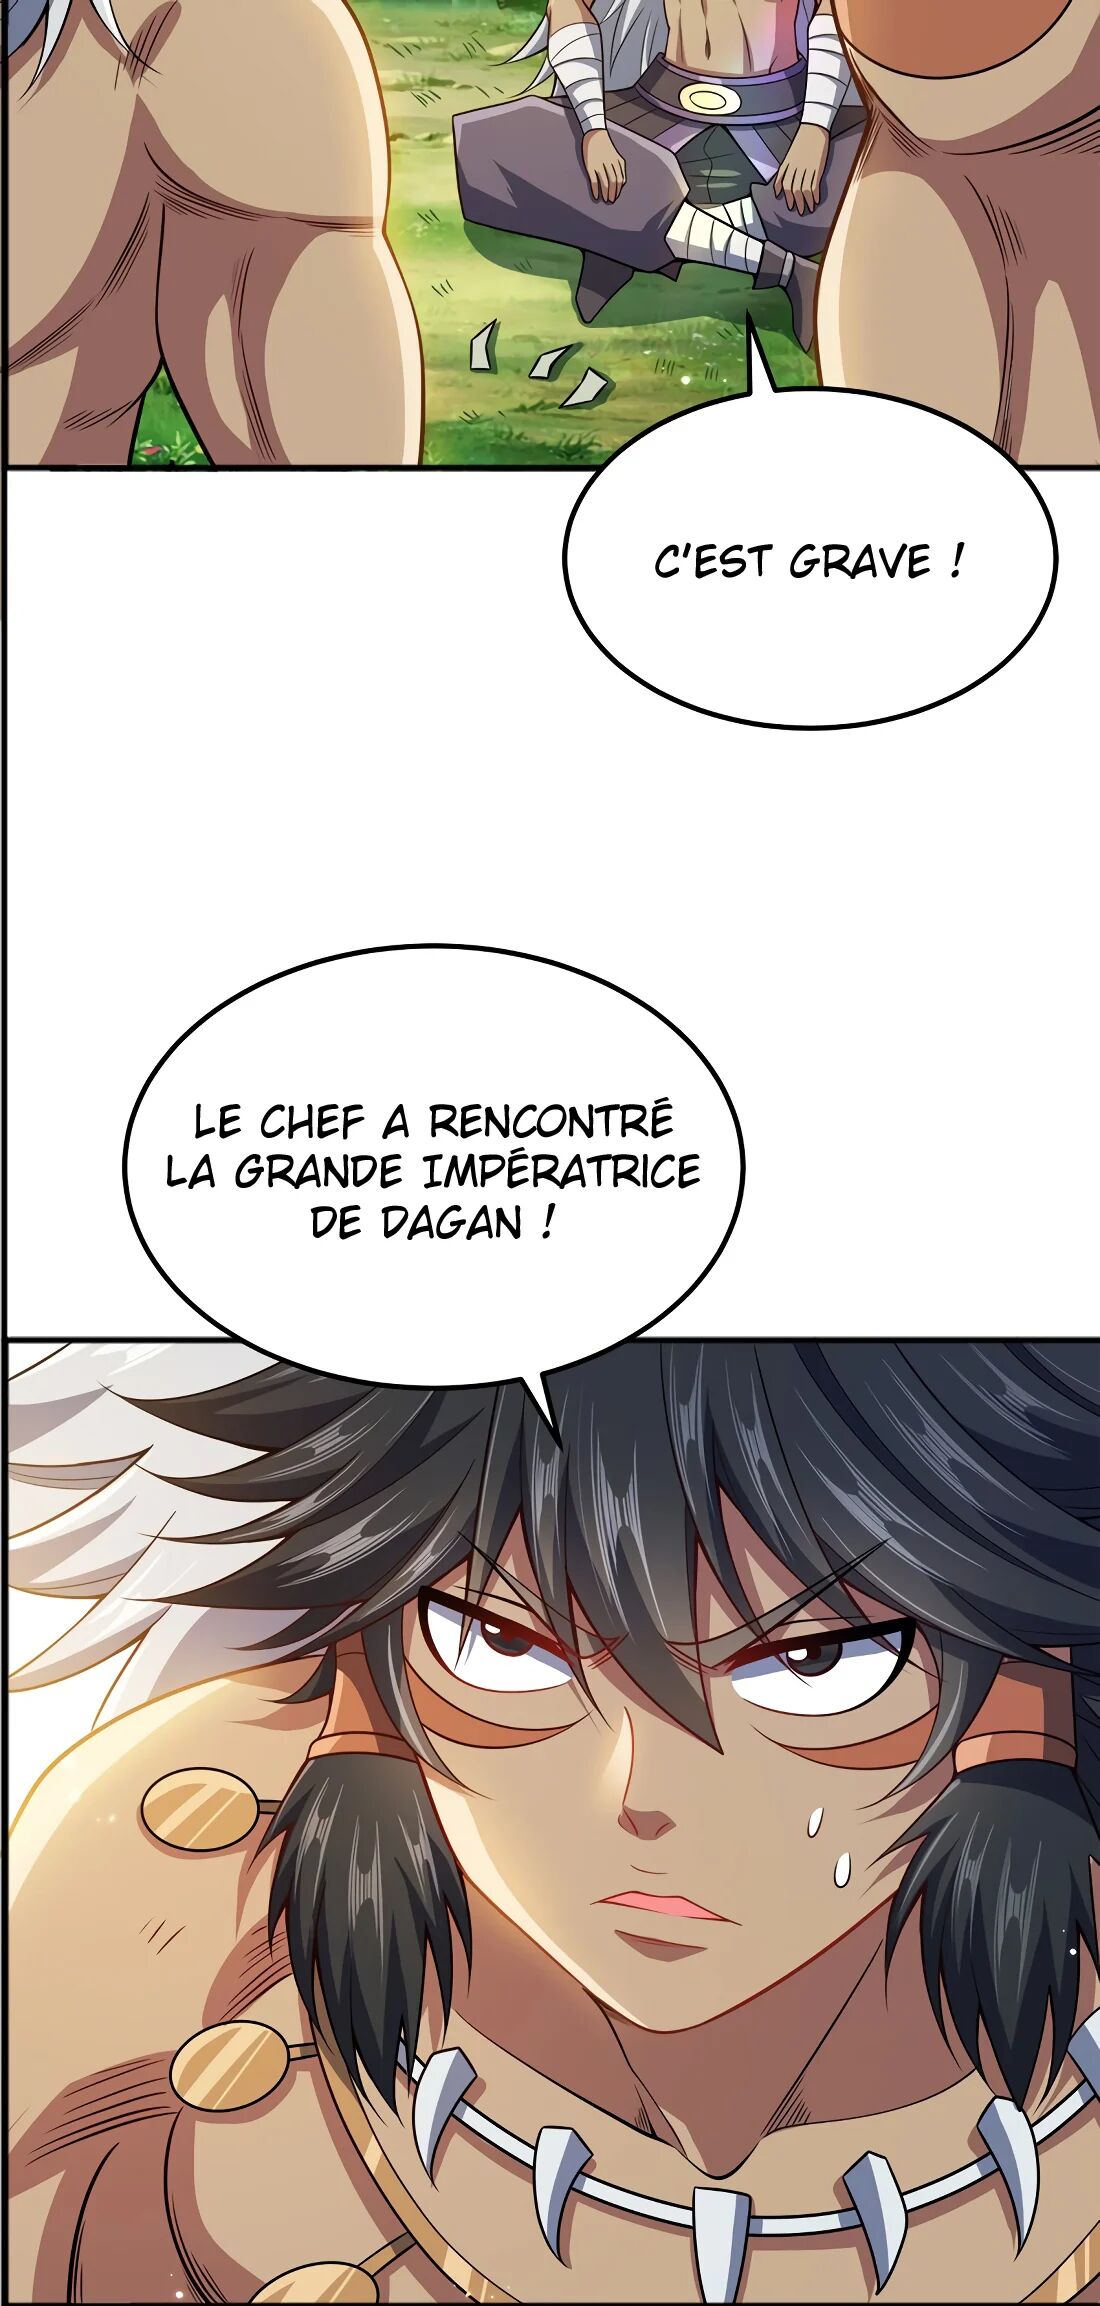 C'EST GRAVE !
LE CHEF A RENCONTRÉ
LA GRANDE IMPÉRATRICE
DE DAGAN !